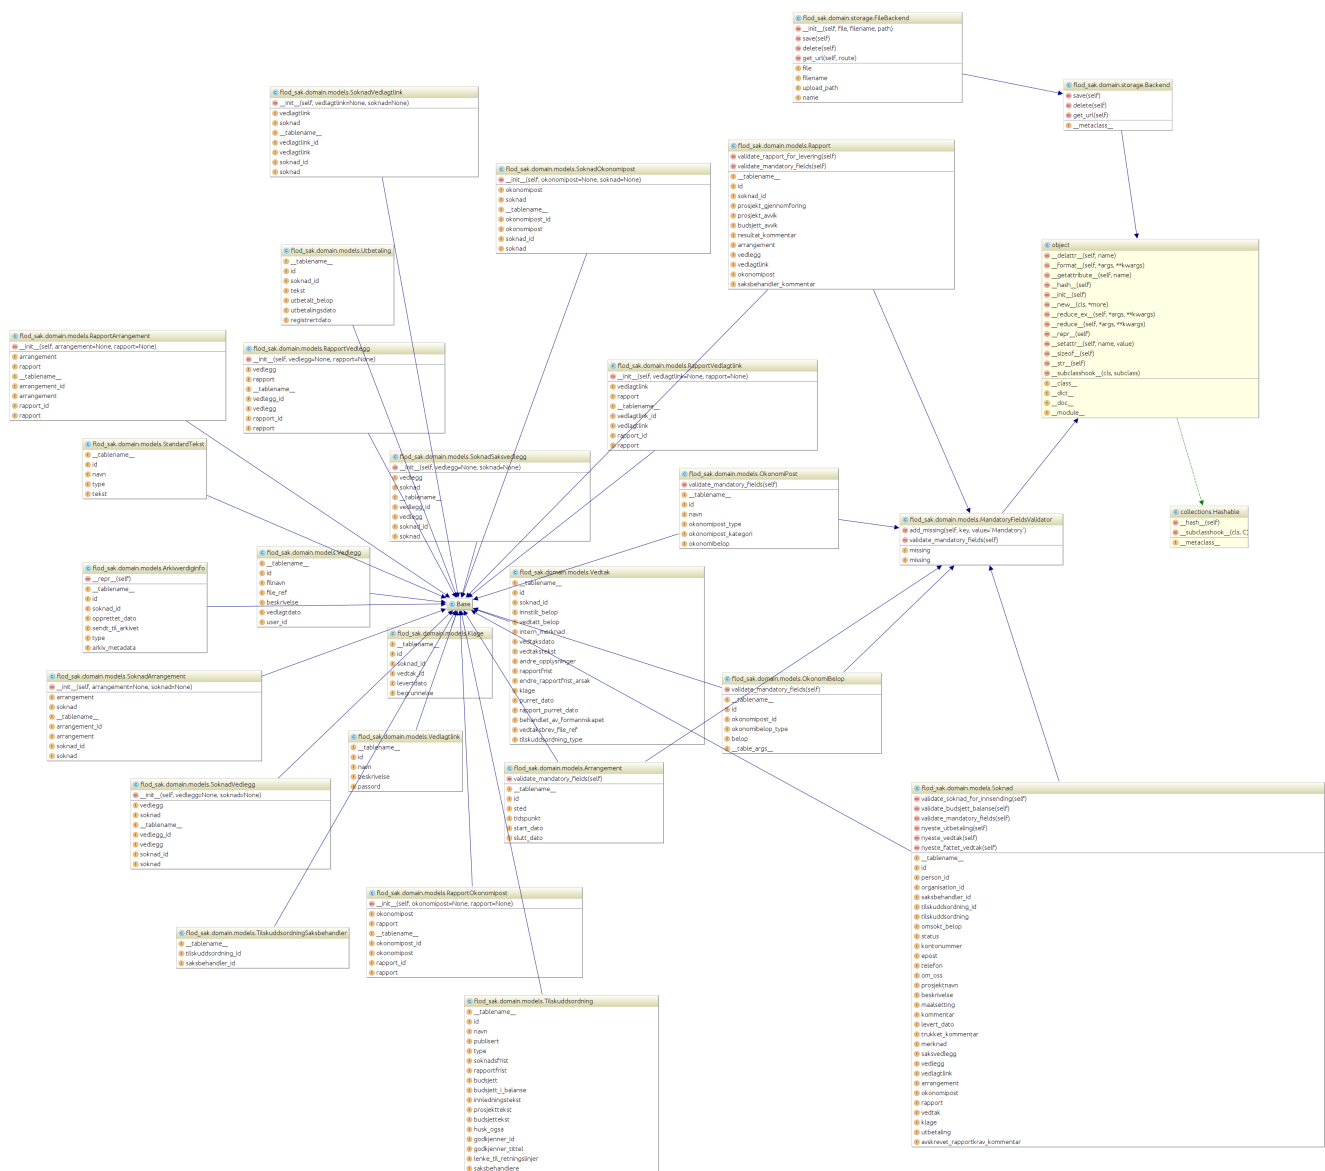 flod_sak.domain.storage.FileBackend
__init__(self, file, filename, path)
save(self)
delete(self)
get_url(self, route)
file
filename
upload_path
name
flod_sak.domain.storage.Backend
save(self)
delete(self)
get_url(self)
__metaclass__
flod_sak.domain.models.SoknadVedlagtlink
__init__(self, vedlagtlink=None, soknad=None)
vedlagtlink
soknad
__tablename__
vedlagtlink_id
vedlagtlink
soknad_id
soknad
flod_sak.domain.models.Rapport
validate_rapport_for_levering(self)
validate_mandatory_fields(self)
__tablename__
id
soknad_id
prosjekt_gjennomforing
prosjekt_avvik
budsjett_avvik
resultat_kommentar
arrangement
vedlegg
vedlagtlink
okonomipost
saksbehandler_kommentar
flod_sak.domain.models.SoknadOkonomipost
__init__(self, okonomipost=None, soknad=None)
okonomipost
soknad
__tablename__
okonomipost_id
okonomipost
soknad_id
soknad
object
__delattr__(self, name)
__format__(self, *args, **kwargs)
__getattribute__(self, name)
__hash__(self)
__init__(self)
__new__(cls, *more)
__reduce_ex__(self, *args, **kwargs)
__reduce__(self, *args, **kwargs)
__repr__(self)
__setattr__(self, name, value)
__sizeof__(self)
__str__(self)
__subclasshook__(cls, subclass)
__class__
__dict__
__doc__
__module__
flod_sak.domain.models.Utbetaling
__tablename__
id
soknad_id
tekst
utbetalt_belop
utbetalingsdato
registrertdato
flod_sak.domain.models.RapportArrangement
__init__(self, arrangement=None, rapport=None)
arrangement
rapport
__tablename__
arrangement_id
arrangement
rapport_id
rapport
flod_sak.domain.models.RapportVedlegg
__init__(self, vedlegg=None, rapport=None)
vedlegg
rapport
__tablename__
vedlegg_id
vedlegg
rapport_id
rapport
flod_sak.domain.models.RapportVedlagtlink
__init__(self, vedlagtlink=None, rapport=None)
vedlagtlink
rapport
__tablename__
vedlagtlink_id
vedlagtlink
rapport_id
rapport
flod_sak.domain.models.StandardTekst
__tablename__
id
navn
type
tekst
flod_sak.domain.models.SoknadSaksvedlegg
__init__(self, vedlegg=None, soknad=None)
vedlegg
soknad
__tablename__
vedlegg_id
vedlegg
soknad_id
soknad
flod_sak.domain.models.OkonomiPost
validate_mandatory_fields(self)
__tablename__
id
navn
okonomipost_type
okonomipost_kategori
okonomibelop
flod_sak.domain.models.MandatoryFieldsValidator
add_missing(self, key, value='Mandatory')
validate_mandatory_fields(self)
missing
missing
collections.Hashable
__hash__(self)
__subclasshook__(cls, C)
__metaclass__
flod_sak.domain.models.Vedlegg
__tablename__
id
filnavn
file_ref
beskrivelse
vedlagtdato
user_id
flod_sak.domain.models.ArkivverdigInfo
__repr__(self)
__tablename__
id
soknad_id
opprettet_dato
sendt_til_arkivet
type
arkiv_metadata
Base
flod_sak.domain.models.Vedtak
__tablename__
id
soknad_id
innstilt_belop
vedtatt_belop
intern_merknad
vedtaksdato
vedtakstekst
andre_opplysninger
rapportfrist
endre_rapportfrist_arsak
klage
purret_dato
rapport_purret_dato
behandlet_av_formannskapet
vedtaksbrev_file_ref
tilskuddsordning_type
flod_sak.domain.models.Klage
__tablename__
id
soknad_id
vedtak_id
levertdato
begrunnelse
flod_sak.domain.models.SoknadArrangement
__init__(self, arrangement=None, soknad=None)
arrangement
soknad
__tablename__
arrangement_id
arrangement
soknad_id
soknad
flod_sak.domain.models.OkonomiBelop
validate_mandatory_fields(self)
__tablename__
id
okonomipost_id
okonomibelop_type
belop
__table_args__
flod_sak.domain.models.Vedlagtlink
__tablename__
id
navn
beskrivelse
passord
flod_sak.domain.models.Arrangement
validate_mandatory_fields(self)
__tablename__
id
sted
tidspunkt
start_dato
slutt_dato
flod_sak.domain.models.SoknadVedlegg
__init__(self, vedlegg=None, soknad=None)
vedlegg
soknad
__tablename__
vedlegg_id
vedlegg
soknad_id
soknad
flod_sak.domain.models.Soknad
validate_soknad_for_innsending(self)
validate_budsjett_balanse(self)
validate_mandatory_fields(self)
nyeste_utbetaling(self)
nyeste_vedtak(self)
nyeste_fattet_vedtak(self)
__tablename__
id
person_id
organisation_id
saksbehandler_id
tilskuddsordning_id
tilskuddsordning
omsokt_belop
status
kontonummer
epost
telefon
om_oss
prosjektnavn
beskrivelse
maalsetting
kommentar
levert_dato
trukket_kommentar
merknad
saksvedlegg
vedlegg
vedlagtlink
arrangement
okonomipost
rapport
vedtak
klage
utbetaling
avskrevet_rapportkrav_kommentar
flod_sak.domain.models.RapportOkonomipost
__init__(self, okonomipost=None, rapport=None)
okonomipost
rapport
__tablename__
okonomipost_id
okonomipost
rapport_id
rapport
flod_sak.domain.models.TilskuddsordningSaksbehandler
__tablename__
tilskuddsordning_id
saksbehandler_id
flod_sak.domain.models.Tilskuddsordning
__tablename__
id
navn
publisert
type
soknadsfrist
rapportfrist
budsjett
budsjett_i_balanse
innledningstekst
prosjekttekst
budsjettekst
husk_ogsa
godkjenner_id
godkjenner_tittel
lenke_til_retningslinjer
saksbehandlere